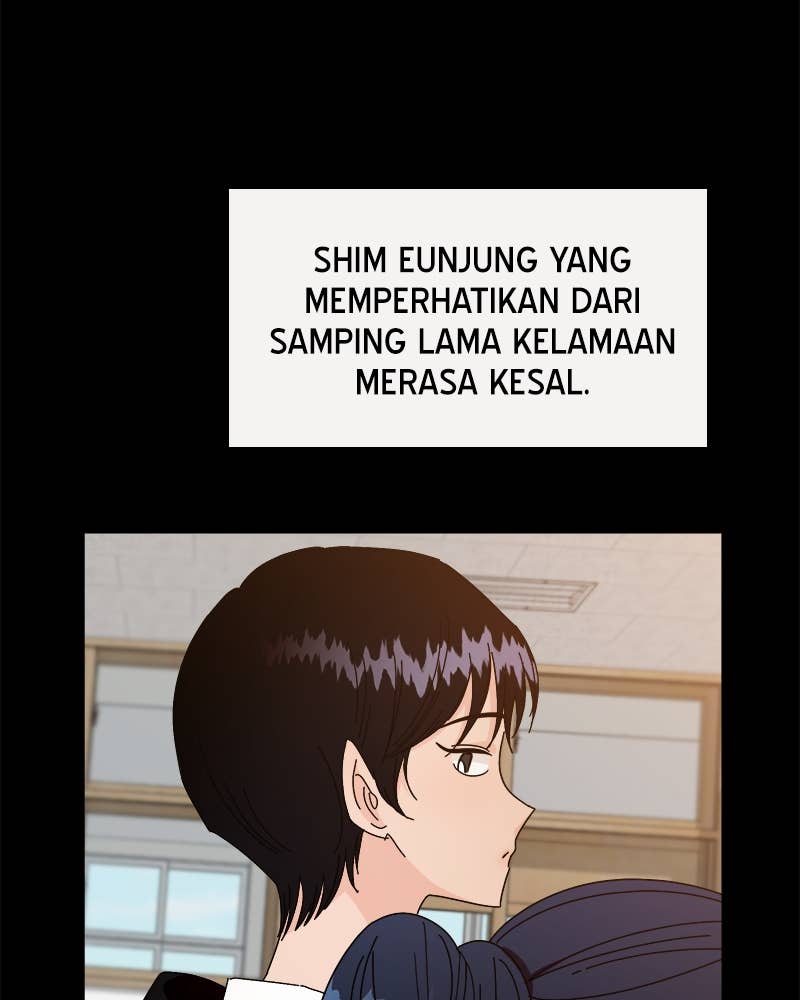 SHIM EUNJUNG YANG
MEMPERHATIKAN DARI
SAMPING LAMA KELAMAAN
MERASA KESAL.